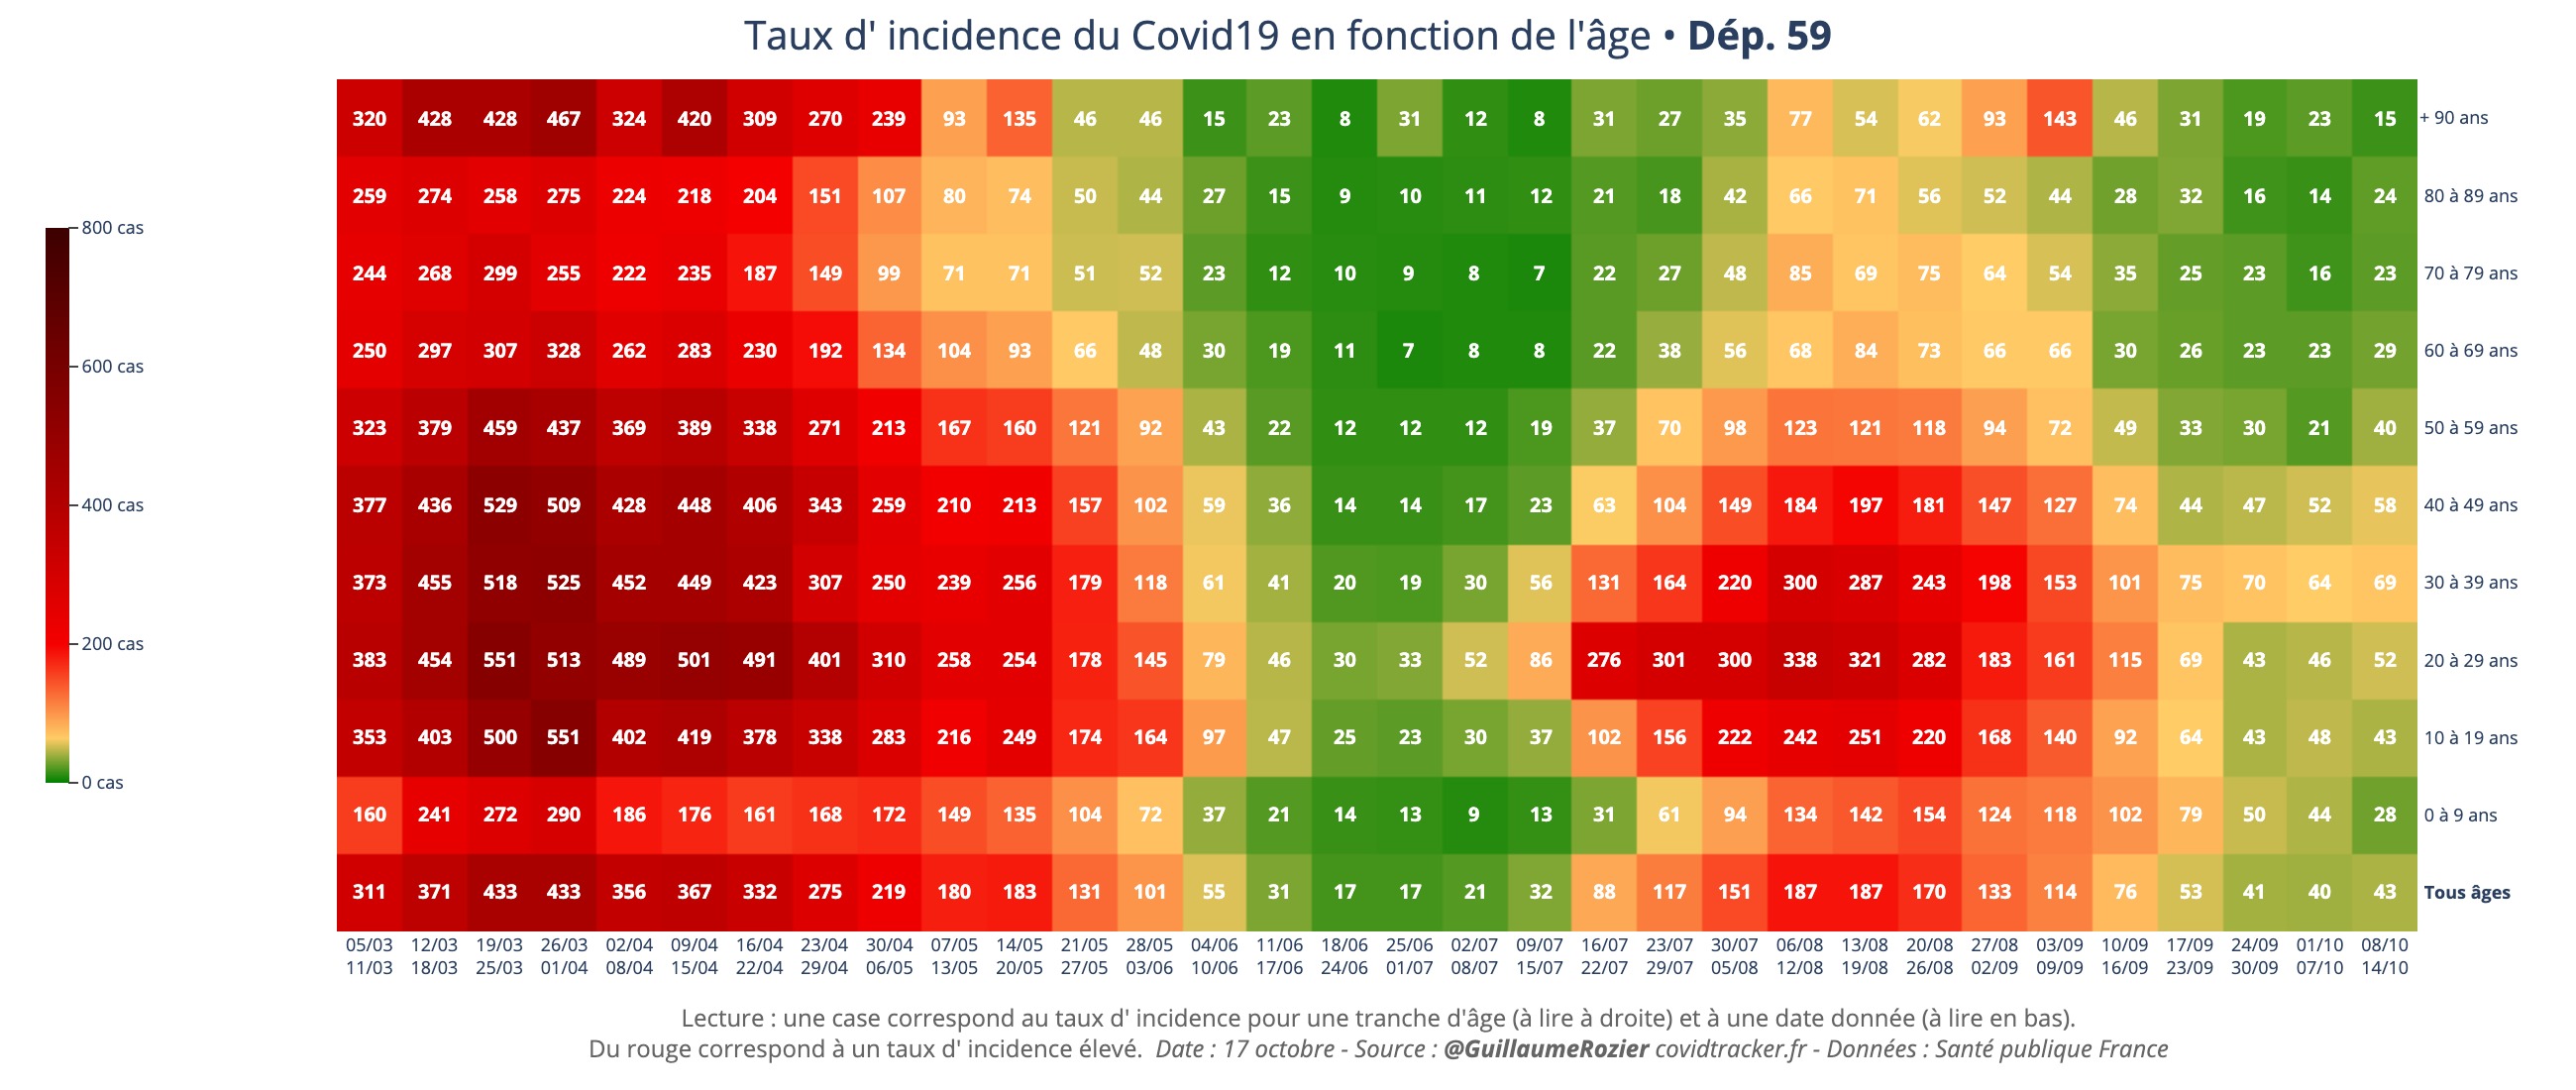 Taux d' incidence du Covid19 en fonction de l'âge • Dép. 59
320 428 428 467 324 420 309 270 239 93 135 46 46 15 23 8 31 12 8 31 27 35 77 54 62 93 143 46 31 19 23 15 + 90 ans
259 274 258 275 224 218 204 151 107 80 74 50 44 27 15 9 10 11 12 21 18 42 66 71 56 52 44 28 32 16 14 24 80 à 89 ans
800 cas
244 268 299 255 222 235 187 149 99 71 71 51 52 23 12 10 9 8 7 22 27 48 85 69 75 64 54 35 25 23 16 23 70 à 79 ans
250 297 307 328 262 283 230 192 134 104 93 66 48 30 19 11 7 8 8 22 38 56 68 84 73 66 66 30 26 23 23 29 60 à 69 ans
600 cas
323 379 459 437 369 389 338 271 213 167 160 121 92 43 22 12 12 12 19 37 70 98 123 121 118 94 72 49 33 30 21 40 50 à 59 ans
400 cas
377 436 529 509 428 448 406 343 259 210 213 157 102 59 36 14 14 17 23 63 104 149 184 197 181 147 127 74 44 47 52 58 40 à 49 ans
373 455 518 525 452 449 423 307 250 239 256 179 118 61 41 20 19 30 56 131 164 220 300 287 243 198 153 101 75 70 64 69 30 à 39 ans
200 cas
383 454 551 513 489 501 491 401 310 258 254 178 145 79 46 30 33 52 86 276 301 300 338 321 282 183 161 115 69 43 46 52 20 à 29 ans
353 403 500 551 402 419 378 338 283 216 249 174 164 97 47 25 23 30 37 102 156 222 242 251 220 168 140 92 64 43 48 43 10 à 19 ans
0 cas
160 241 272 290 186 176 161 168 172 149 135 104 72 37 21 14 13 9 13 31 61 94 134 142 154 124 118 102 79 50 44 28 0 à 9 ans
311 371 433 433 356 367 332 275 219 180 183 131 101 55 31 17 17 21 32 88 117 151 187 187 170 133 114 76 53 41 40 43 Tous âges
05/03 12/03 19/03 26/03 02/04 09/04 16/04 23/04 30/04 07/05 14/05 21/05 28/05 04/06 11/06 18/06 25/06 02/07 09/07 16/07 23/07 30/07 06/08 13/08 20/08 27/08 03/09 10/09 17/09 24/09 01/10 08/10
11/03 18/03 25/03 01/04 08/04 15/04 22/04 29/04 06/05 13/05 20/05 27/05 03/06 10/06 17/06 24/06 01/07 08/07 15/07 22/07 29/07 05/08 12/08 19/08 26/08 02/09 09/09 16/09 23/09 30/09 07/10 14/10
Lecture : une case correspond au taux d' incidence pour une tranche d'âge (à lire à droite) et à une date donnée (à lire en bas).
Du rouge correspond à un taux d' incidence élevé. Date : 17 octobre - Source : @GuillaumeRozier covidtracker.fr - Données : Santé publique France